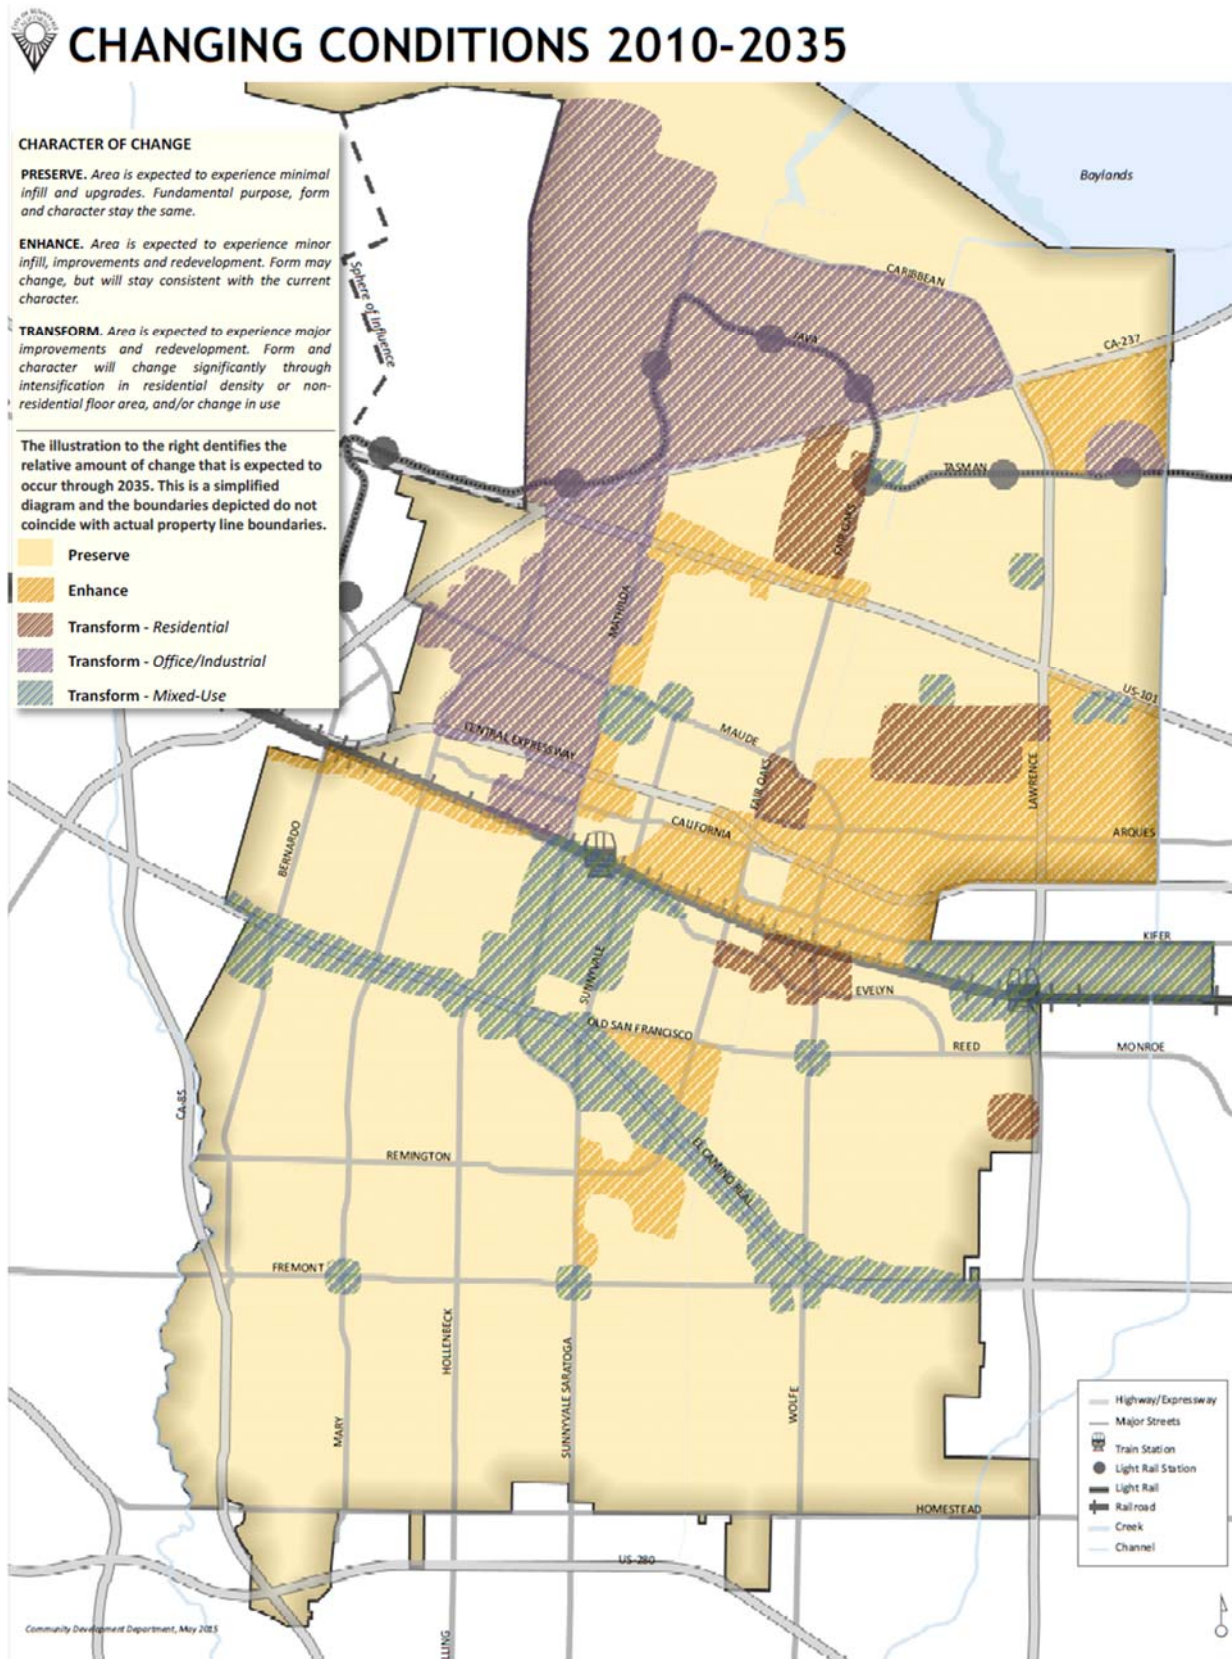 CITY OF SUNNYVALE
CALIFORNIA
CHANGING CONDITIONS 2010-2035
CHARACTER OF CHANGE
PRESERVE. Area is expected to experience minimal
infill and upgrades. Fundamental purpose, form
and character stay the same.
ENHANCE. Area is expected to experience minor
infill, improvements and redevelopment. Form may
change, but will stay consistent with the current
character.
TRANSFORM. Area is expected to experience major
improvements and redevelopment. Form and
character will change significantly through
intensification in residential density or non-
residential floor area, and/or change in use
The illustration to the right dentifies the
relative amount of change that is expected to
occur through 2035. This is a simplified
diagram and the boundaries depicted do not
coincide with actual property line boundaries.
Preserve
Enhance
Transform - Residential
Transform - Office/Industrial
Transform - Mixed-Use
Baylands
Sphere of Influence
CARIBBEAN
JAVA
CA-237
TASMAN
FAIR OAKS
MATHILDA
US-101
MAUDE
CENTRAL EXPRESSWAY
FAIR OAKS
LAWRENCE
CALIFORNIA
ARQUES
BERNARDO
KIFER
SUNNYVALE
EVELYN
OLD SAN FRANCISCO
REED
MONROE
CA-85
REMINGTON
EL CAMINO REAL
FREMONT
HOLLENBECK
SUNNYVALE SARATOGA
WOLFE
MARY
HOMESTEAD
US-280
LLING
Highway/Expressway
Major Streets
Train Station
Light Rail Station
Light Rail
Railroad
Creek
Channel
Community Development Department, May 2015